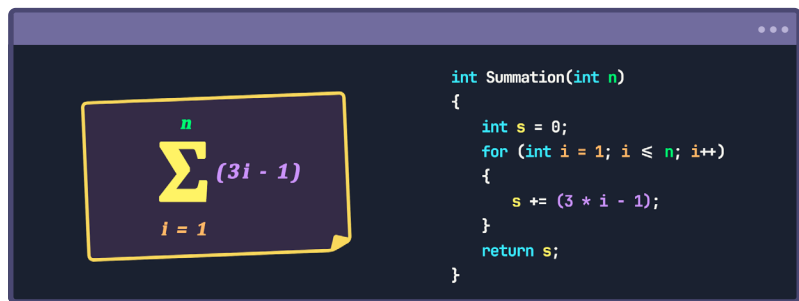 n
Σ (3i - 1)
i = 1
int Summation(int n)
{
int s = 0;
for (int i = 1; i <= n; i++)
{
s += (3 * i - 1);
}
return s;
}